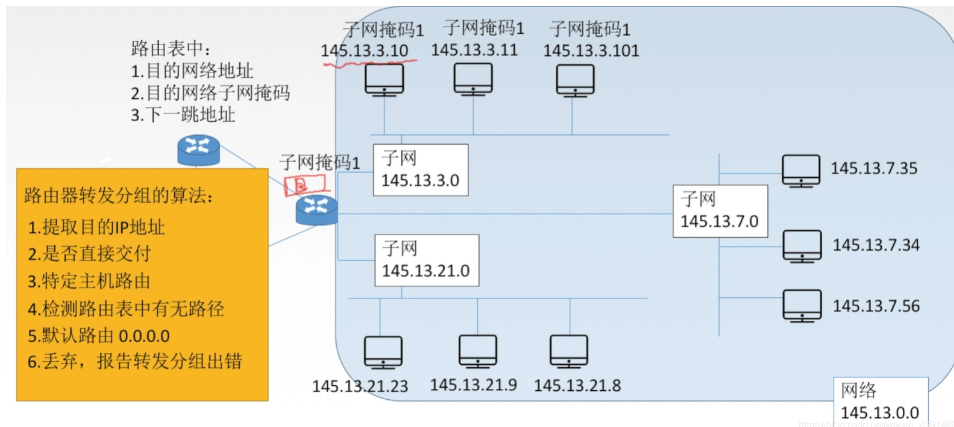 路由表中:
1.目的网络地址
2.目的网络子网掩码
3.下一跳地址
子网掩码1
145.13.3.10
子网掩码1
145.13.3.11
子网掩码1
145.13.3.101
子网掩码1
子网
145.13.3.0
子网
145.13.7.0
145.13.7.35
145.13.7.34
145.13.7.56
子网
145.13.21.0
145.13.21.23
145.13.21.9
145.13.21.8
路由器转发分组的算法:
1.提取目的IP地址
2.是否直接交付
3.特定主机路由
4.检测路由表中有无路径
5.默认路由 0.0.0.0
6.丢弃，报告转发分组出错
网络
145.13.0.0